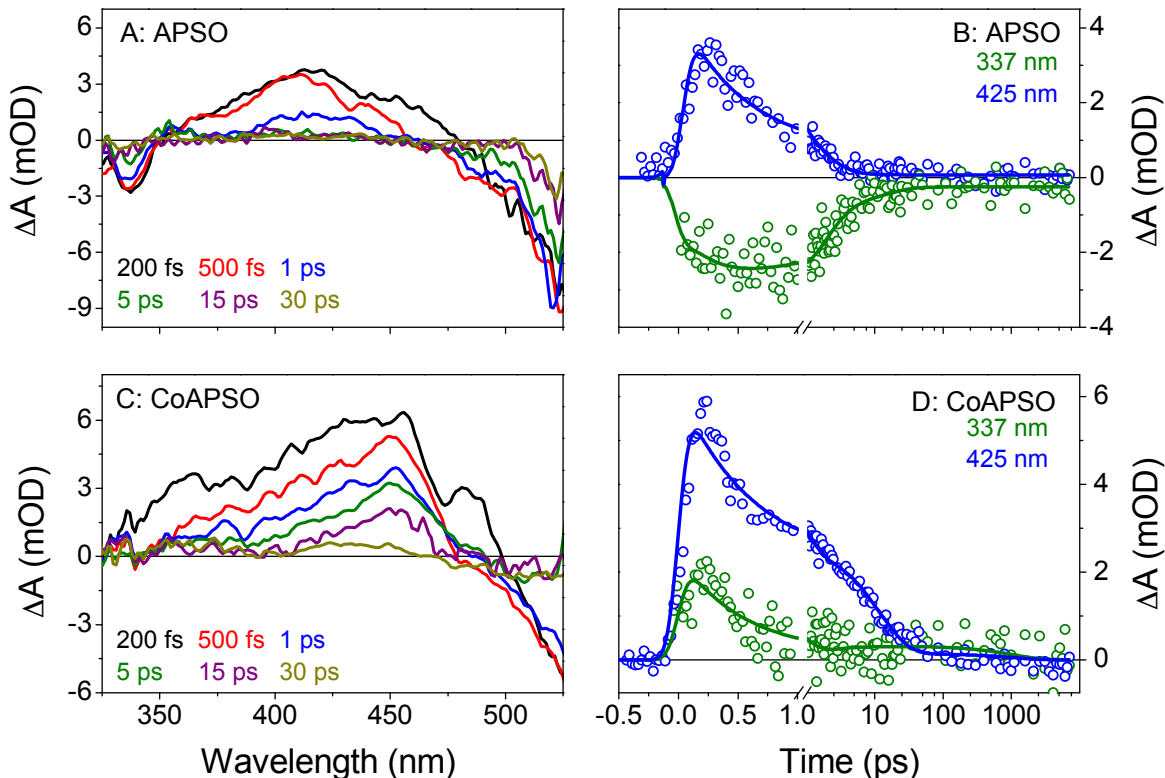 A: APSO
6
3
0
-3
-6
-9
ΔA (mOD)
200 fs 500 fs 1 ps
5 ps 15 ps 30 ps
B: APSO
337 nm
425 nm
4
2
0
-2
-4
ΔA (mOD)
C: CoAPSO
6
3
0
-3
-6
ΔA (mOD)
200 fs 500 fs 1 ps
5 ps 15 ps 30 ps
350 400 450 500
Wavelength (nm)
D: CoAPSO
337 nm
425 nm
6
4
2
0
ΔA (mOD)
-0.5 0.0 0.5 1.0 10 100 1000
Time (ps)